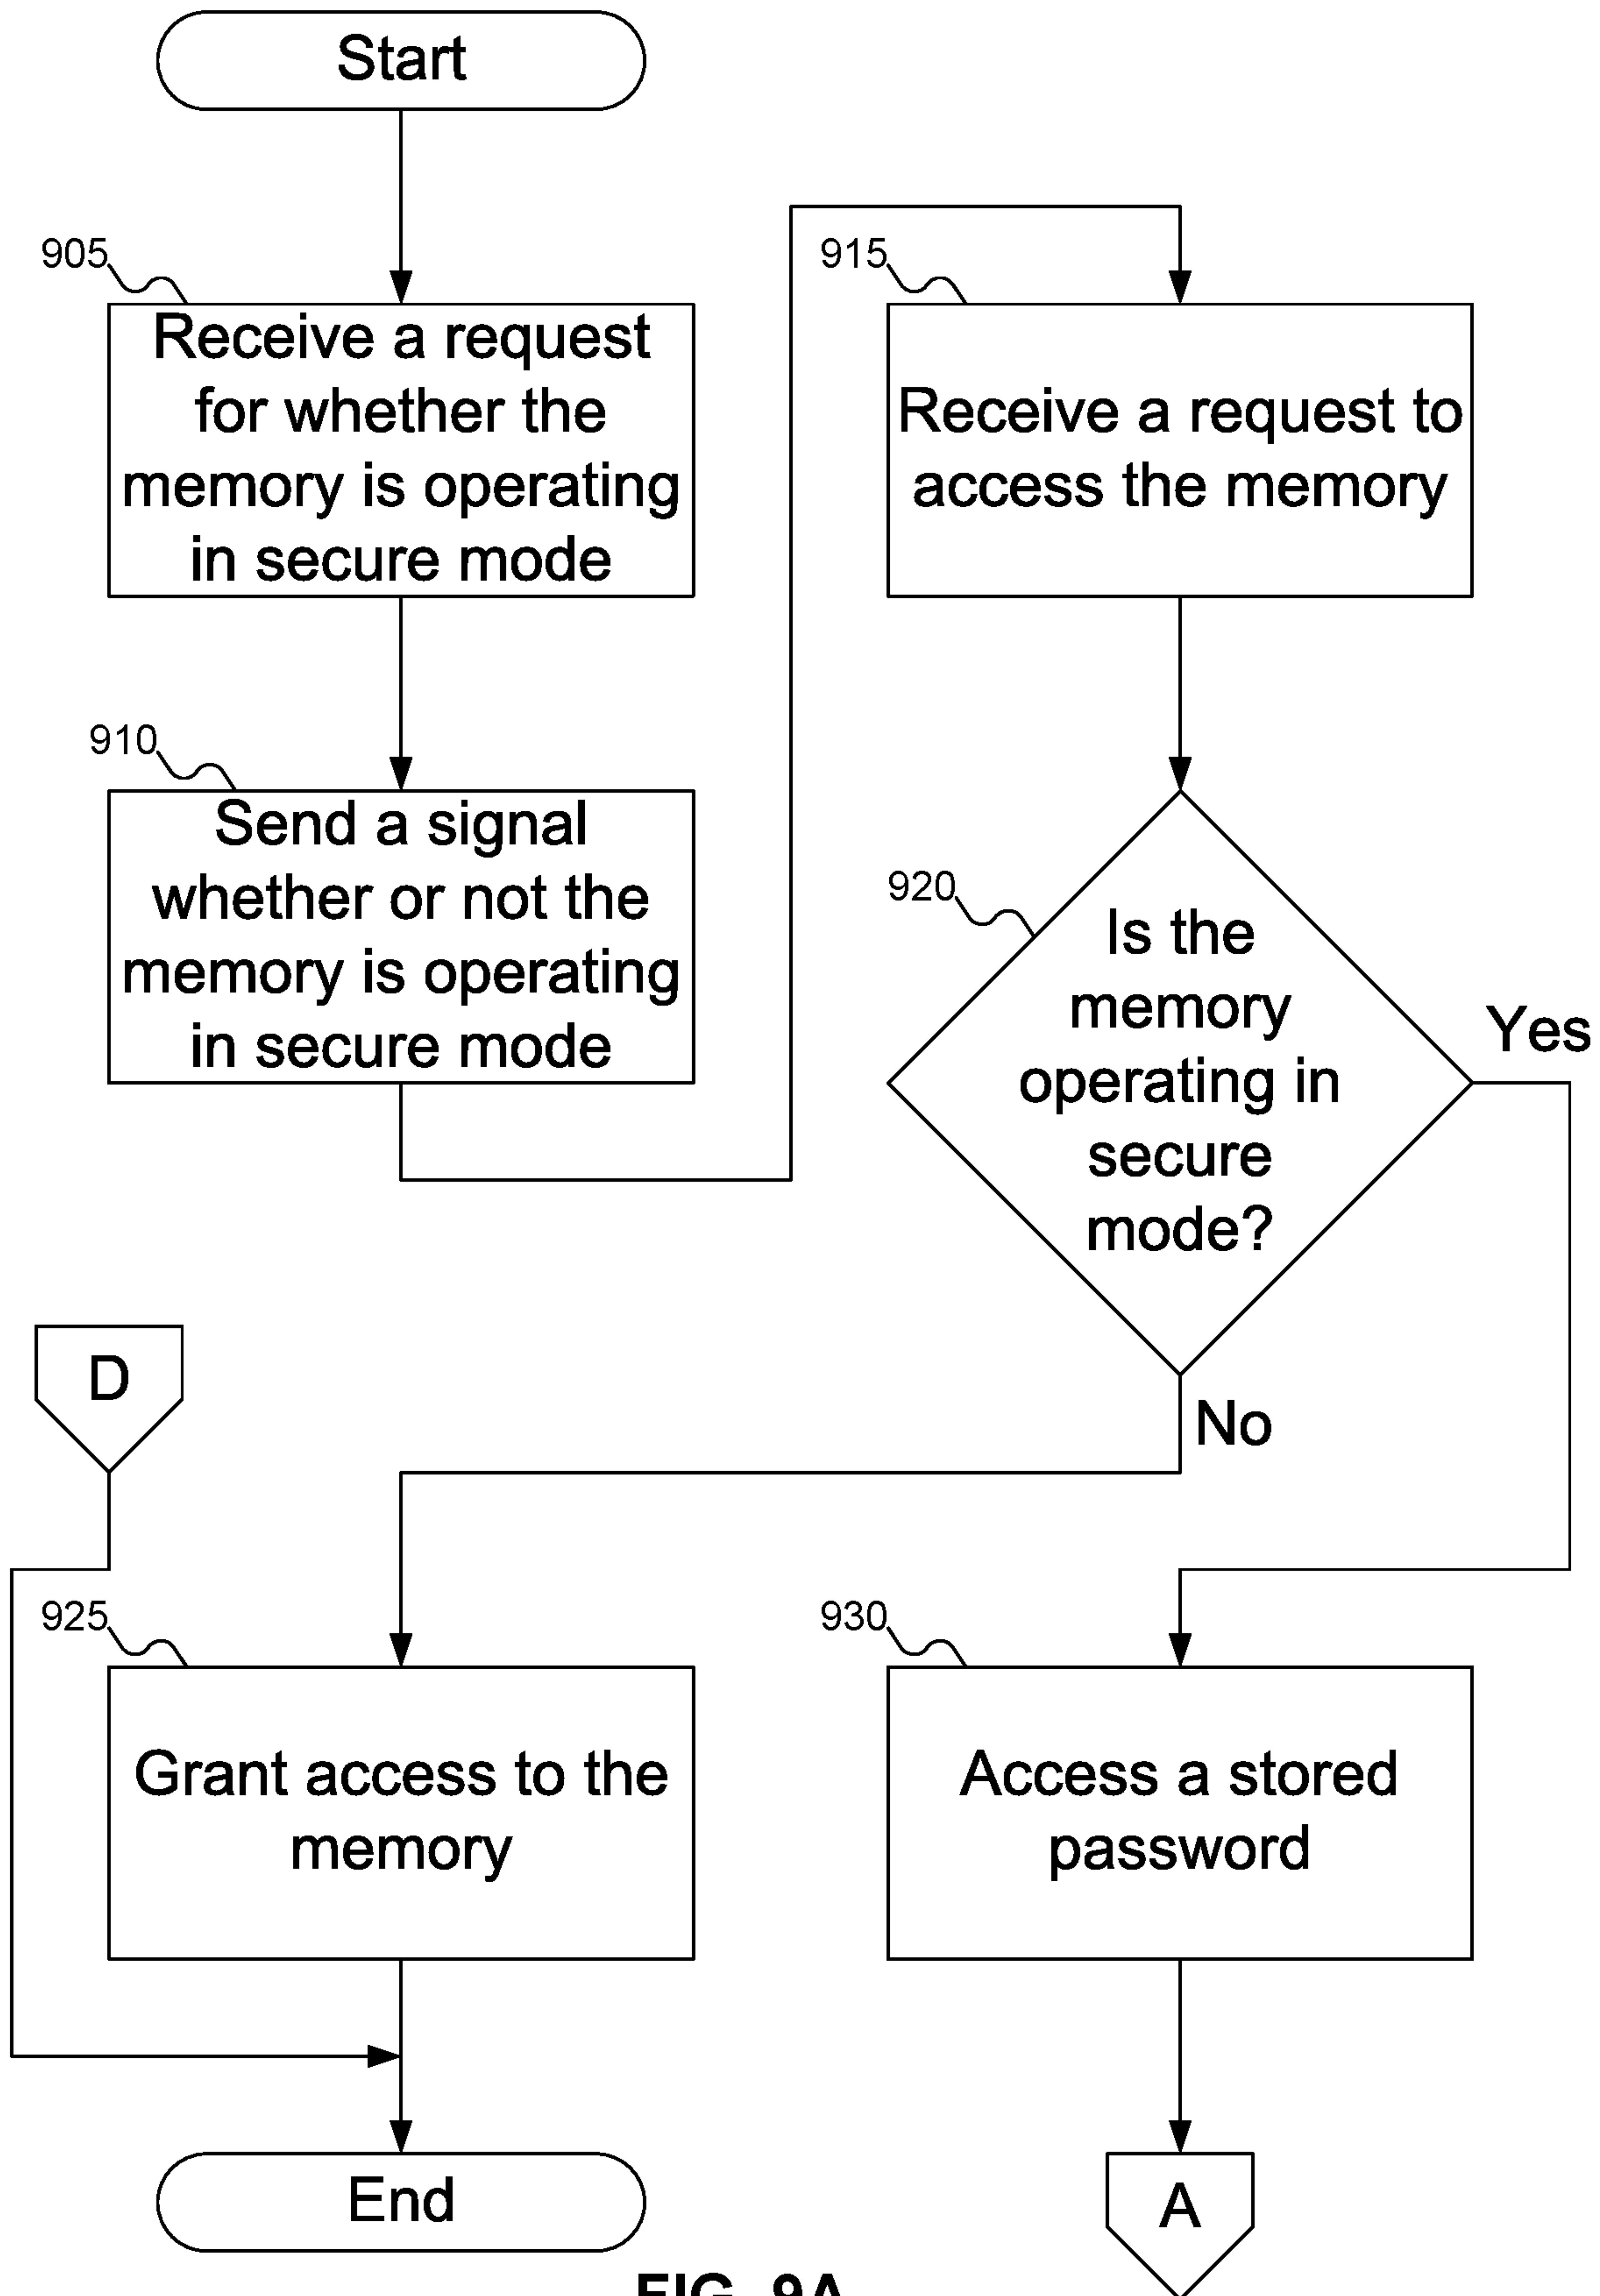 Start
905
Receive a request
for whether the
memory is operating
in secure mode
910
Send a signal
whether or not the
memory is operating
in secure mode
915
Receive a request to
access the memory
920
Is the
memory
operating in
secure
mode?
Yes
No
D
925
Grant access to the
memory
930
Access a stored
password
End
A
FIG. 9A